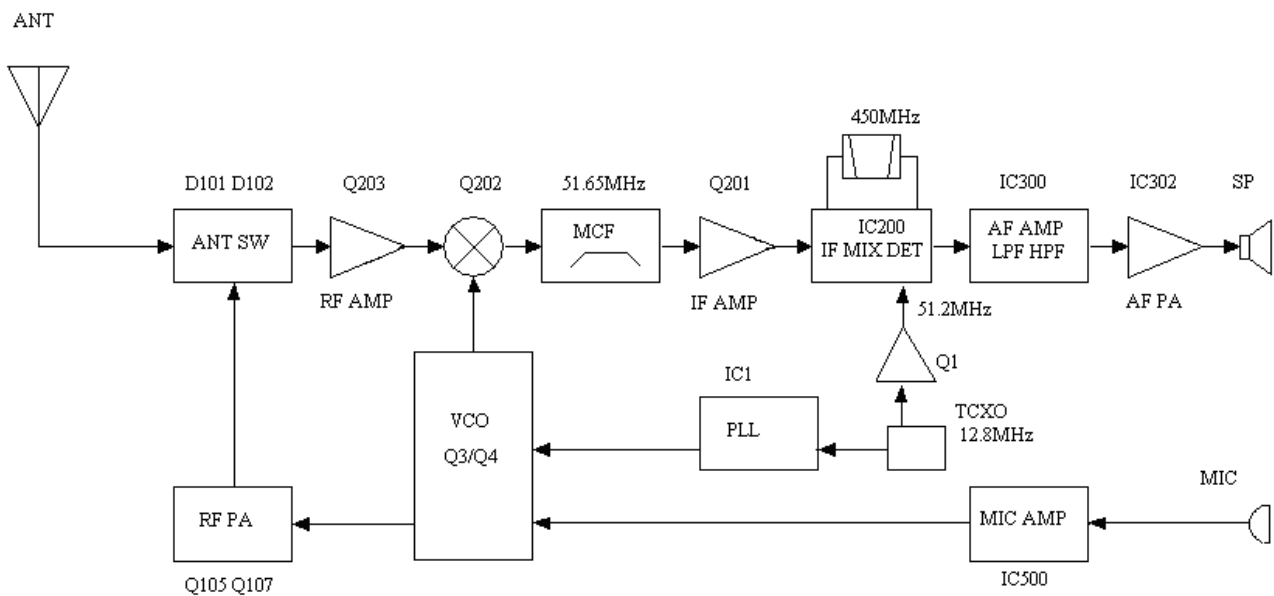 ANT
450MHz
D101 D102
Q203
Q202
51.65MHz
Q201
IC300
IC302
SP
ANT SW
MCF
IC200
IF MIX DET
AF AMP
LPF HPF
RF AMP
IF AMP
AF PA
51.2MHz
Q1
IC1
VCO
Q3/Q4
PLL
TCXO
12.8MHz
MIC
RF PA
MIC AMP
Q105 Q107
IC500